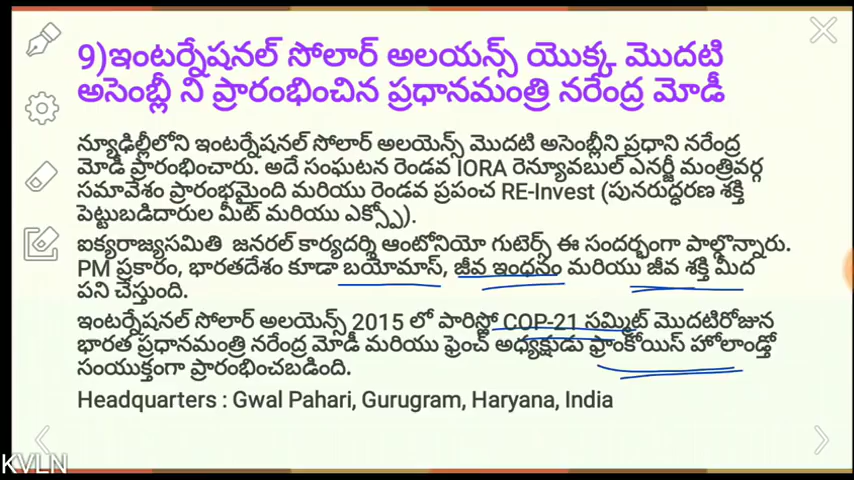 9)ఇంటర్నేషనల్ సోలార్ అలయన్స్ యొక్క మొదటి
అసెంబ్లీ ని ప్రారంభించిన ప్రధానమంత్రి నరేంద్ర మోడీ
న్యూఢిల్లీలోని ఇంటర్నేషనల్ సోలార్ అలయెన్స్ మొదటి అసెంబ్లీని ప్రధాని నరేంద్ర
మోడీ ప్రారంభించారు. అదే సంఘటన రెండవ IORA రెన్యూవబుల్ ఎనర్జీ మంత్రివర్గ
సమావేశం ప్రారంభమైంది మరియు రెండవ ప్రపంచ RE-Invest (పునరుద్ధరణ శక్తి
పెట్టుబడిదారుల మీట్ మరియు ఎక్స్పో).
ఐక్యరాజ్యసమితి జనరల్ కార్యదర్శి ఆంటోనియో గుటెర్స్ ఈ సందర్భంగా పాల్గొన్నారు.
PM ప్రకారం, భారతదేశం కూడా బయోమాస్, జీవ ఇంధనం మరియు జీవ శక్తి మీద
పని చేస్తుంది.
ఇంటర్నేషనల్ సోలార్ అలయెన్స్ 2015 లో పారిస్లో COP-21 సమ్మిట్ మొదటిరోజున
భారత ప్రధానమంత్రి నరేంద్ర మోడీ మరియు ఫ్రెంచ్ అధ్యక్షుడు ఫ్రాంకోయిస్ హోలాండ్తో
సంయుక్తంగా ప్రారంభించబడింది.
Headquarters : Gwal Pahari, Gurugram, Haryana, India
KVLN